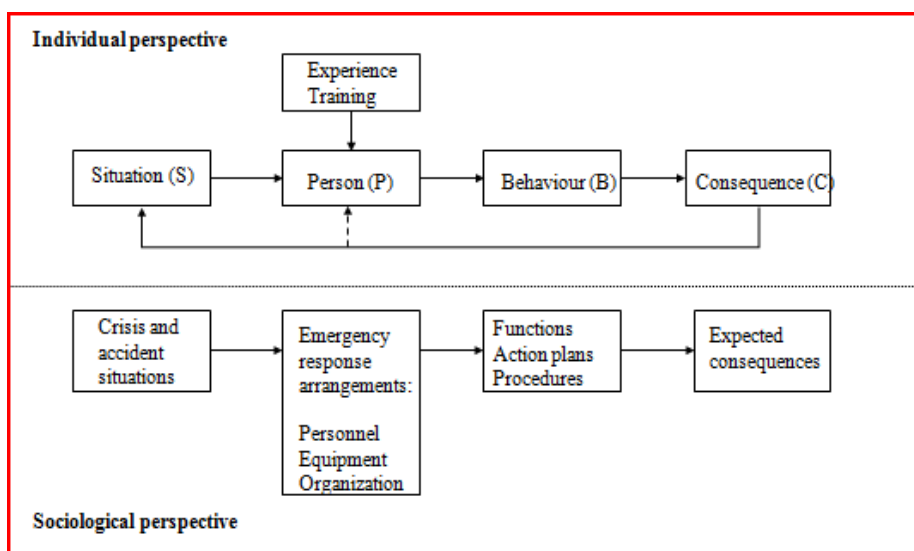 Individual perspective
Experience
Training
Situation (S)
Person (P)
Behaviour (B)
Consequence (C)
Crisis and
accident
situations
Emergency
response
arrangements:
Personnel
Equipment
Organization
Functions
Action plans
Procedures
Expected
consequences
Sociological perspective